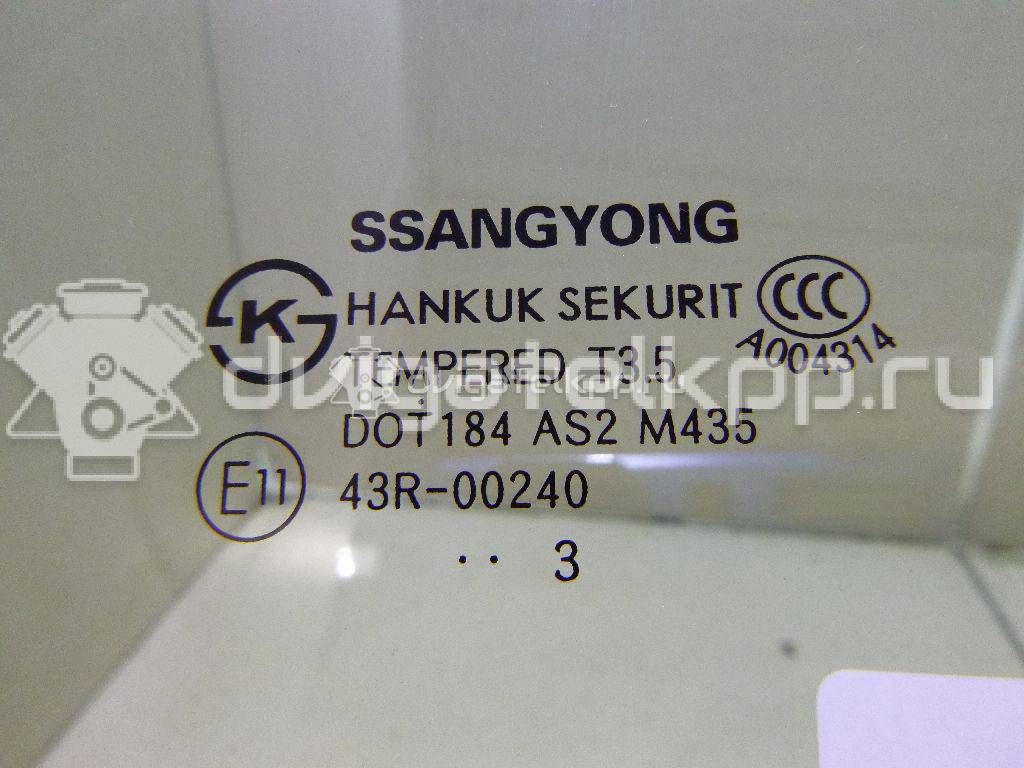 SSANGYONG
K HANKUK SEKURIT CCC
A004314
TEMPERED T3.5
dvigatelkpp.ru
DOT184 AS2 M435
E11 43R-00240
.. 3